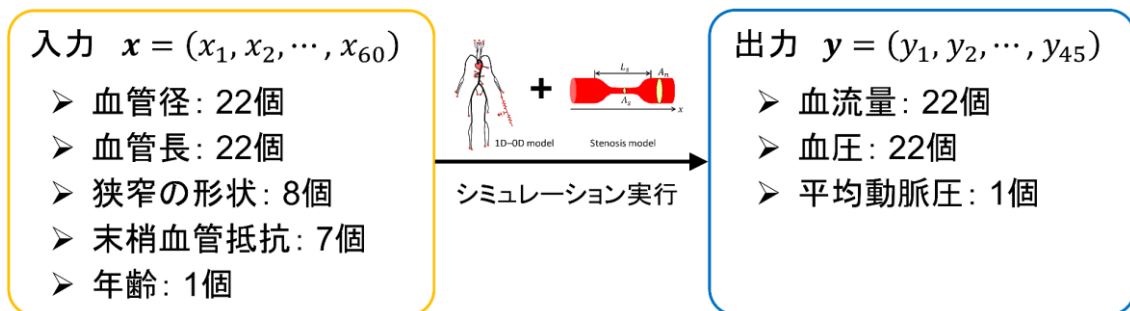 入力 x = (x₁, x₂, ⋯, x₆₀)
➢ 血管径: 22個
➢ 血管長: 22個
➢ 狭窄の形状: 8個
➢ 末梢血管抵抗: 7個
➢ 年齢: 1個
+
Lₛ
Aₙ
Aₛ
x
1D–0D model
Stenosis model
シミュレーション実行
出力 y = (y₁, y₂, ⋯, y₄₅)
➢ 血流量: 22個
➢ 血圧: 22個
➢ 平均動脈圧: 1個